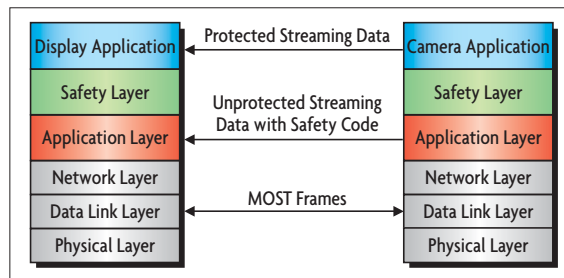 Display Application
Safety Layer
Application Layer
Network Layer
Data Link Layer
Physical Layer
Protected Streaming Data
Unprotected Streaming
Data with Safety Code
MOST Frames
Camera Application
Safety Layer
Application Layer
Network Layer
Data Link Layer
Physical Layer